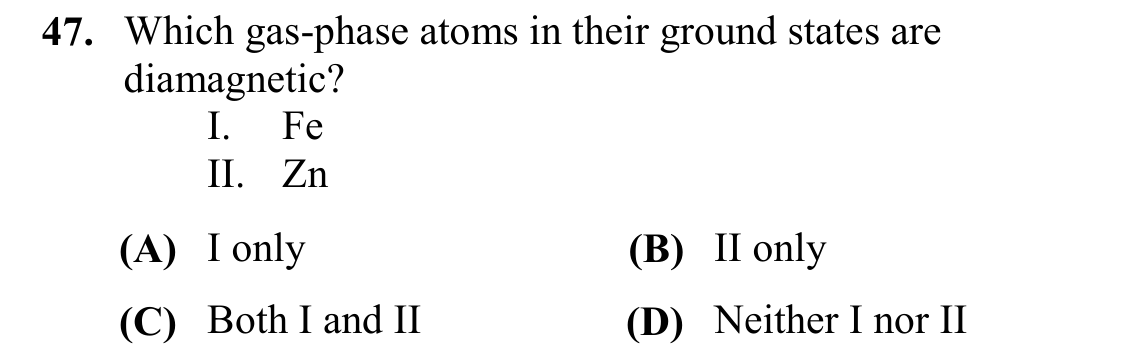 47. Which gas-phase atoms in their ground states are
diamagnetic?
I. Fe
II. Zn
(A) I only (B) II only
(C) Both I and II (D) Neither I nor II